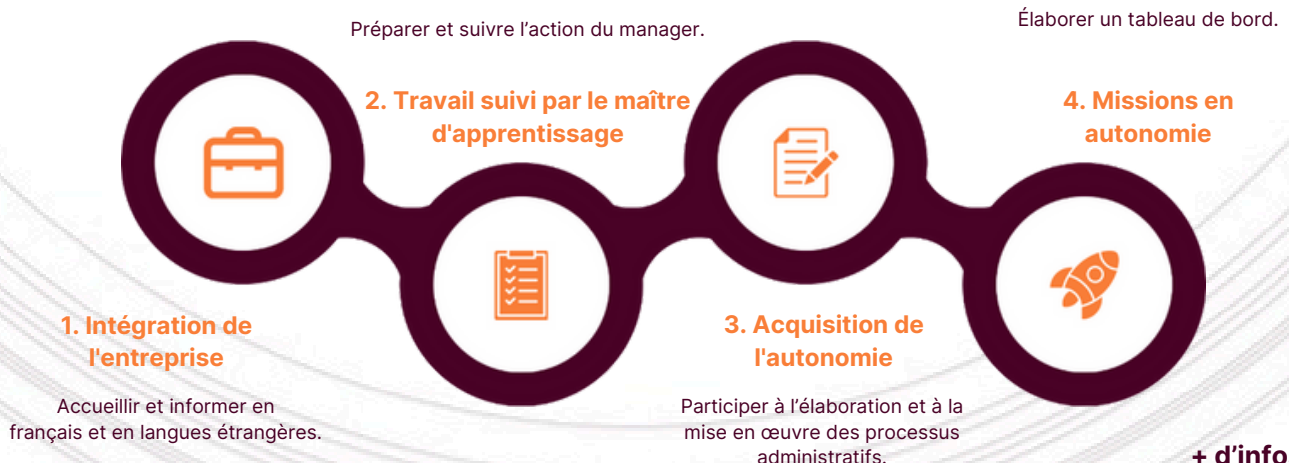 Préparer et suivre l’action du manager.
Élaborer un tableau de bord.
2. Travail suivi par le maître
d'apprentissage
4. Missions en
autonomie
1. Intégration de
l'entreprise
Accueillir et informer en
français et en langues étrangères.
3. Acquisition de
l'autonomie
Participer à l’élaboration et à la
mise en œuvre des processus
administratifs.
+ d’info